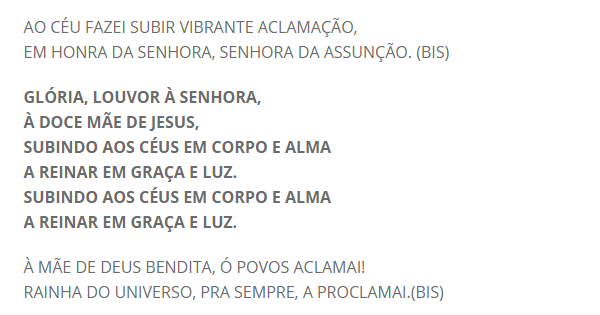 AO CÉU FAZEI SUBIR VIBRANTE ACLAMAÇÃO,
EM HONRA DA SENHORA, SENHORA DA ASSUNÇÃO. (BIS)
GLÓRIA, LOUVOR À SENHORA,
À DOCE MÃE DE JESUS,
SUBINDO AOS CÉUS EM CORPO E ALMA
A REINAR EM GRAÇA E LUZ.
SUBINDO AOS CÉUS EM CORPO E ALMA
A REINAR EM GRAÇA E LUZ.
À MÃE DE DEUS BENDITA, Ó POVOS ACLAMAI!
RAINHA DO UNIVERSO, PRA SEMPRE, A PROCLAMAI.(BIS)